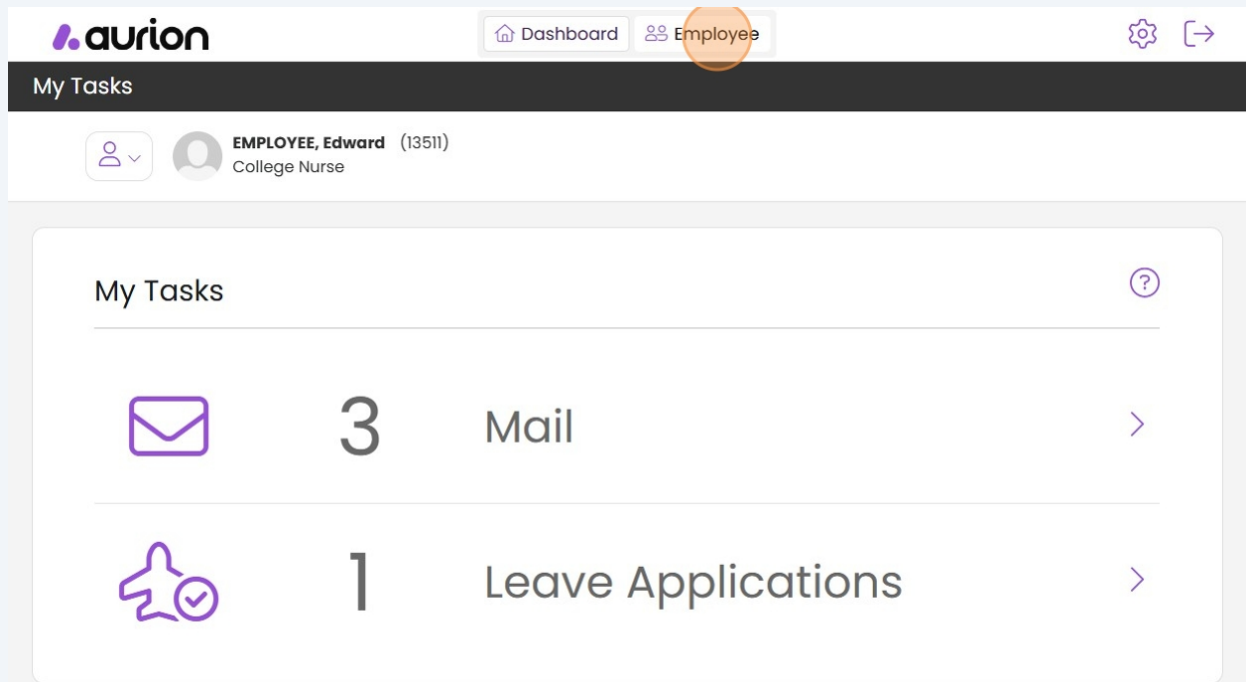 aurion
Dashboard Employee
My Tasks
EMPLOYEE, Edward (13511)
College Nurse
My Tasks
?
3 Mail
1 Leave Applications